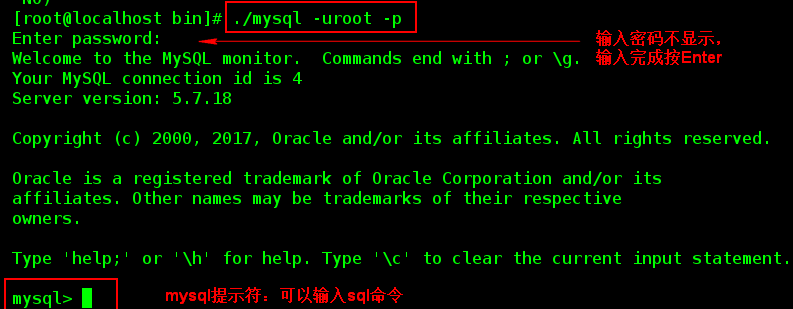 No)
[root@localhost bin]# ./mysql -uroot -p
Enter password:
输入密码不显示，
输入完成按Enter
Welcome to the MySQL monitor.  Commands end with ; or \g.
Your MySQL connection id is 4
Server version: 5.7.18
Copyright (c) 2000, 2017, Oracle and/or its affiliates. All rights reserved.
Oracle is a registered trademark of Oracle Corporation and/or its
affiliates. Other names may be trademarks of their respective
owners.
Type 'help;' or '\h' for help. Type '\c' to clear the current input statement.
mysql>
mysql提示符：可以输入sql命令